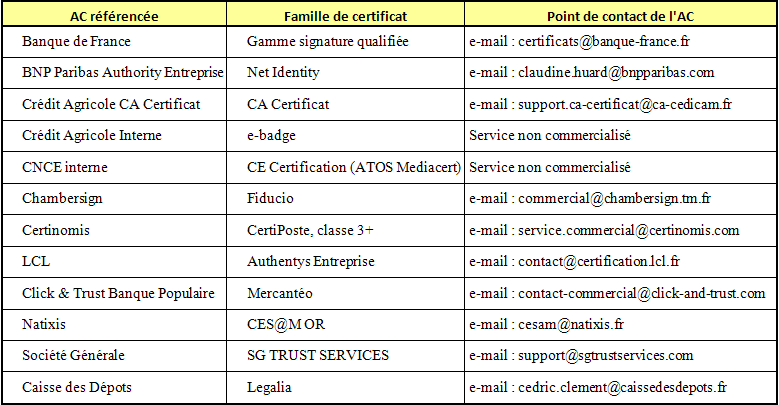 AC référencée Famille de certificat Point de contact de l'AC
Banque de France Gamme signature qualifiée e-mail : certificats@banque-france.fr
BNP Paribas Authority Entreprise Net Identity e-mail : claudine.huard@bnpparibas.com
Crédit Agricole CA Certificat CA Certificat e-mail : support.ca-certificat@ca-cedicam.fr
Crédit Agricole Interne e-badge Service non commercialisé
CNCE interne CE Certification (ATOS Mediacert) Service non commercialisé
Chambersign Fiducio e-mail : commercial@chambersign.tm.fr
Certinomis CertiPoste, classe 3+ e-mail : service.commercial@certinomis.com
LCL Authentys Entreprise e-mail : contact@certification.lcl.fr
Click & Trust Banque Populaire Mercantéo e-mail : contact-commercial@click-and-trust.com
Natixis CES@M OR e-mail : cesam@natixis.fr
Société Générale SG TRUST SERVICES e-mail : support@sgtrustservices.com
Caisse des Dépots Legalia e-mail : cedric.clement@caissedesdepots.fr